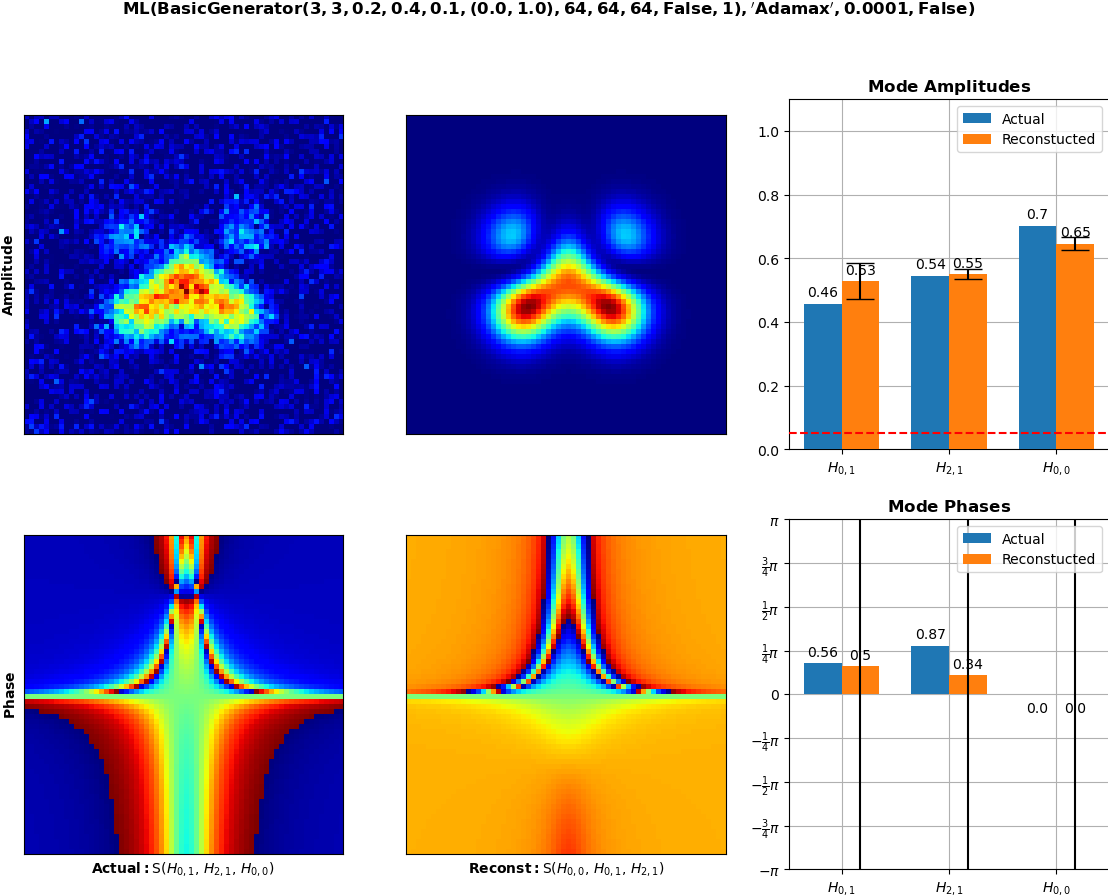 ML(BasicGenerator(3, 3, 0.2, 0.4, 0.1, (0.0, 1.0), 64, 64, 64, False, 1), ′Adamax′, 0.0001, False)
Amplitude
Mode Amplitudes
Actual
Reconstucted
1.0
0.8
0.6
0.4
0.2
0.0
0.46
0.53
0.54
0.55
0.7
0.65
H0,1
H2,1
H0,0
Phase
Actual: S(H0,1, H2,1, H0,0)
Reconst: S(H0,0, H0,1, H2,1)
Mode Phases
Actual
Reconstucted
π
3/4π
1/2π
1/4π
0
−1/4π
−1/2π
−3/4π
−π
0.56
0.5
0.87
0.34
0.0
0.0
H0,1
H2,1
H0,0